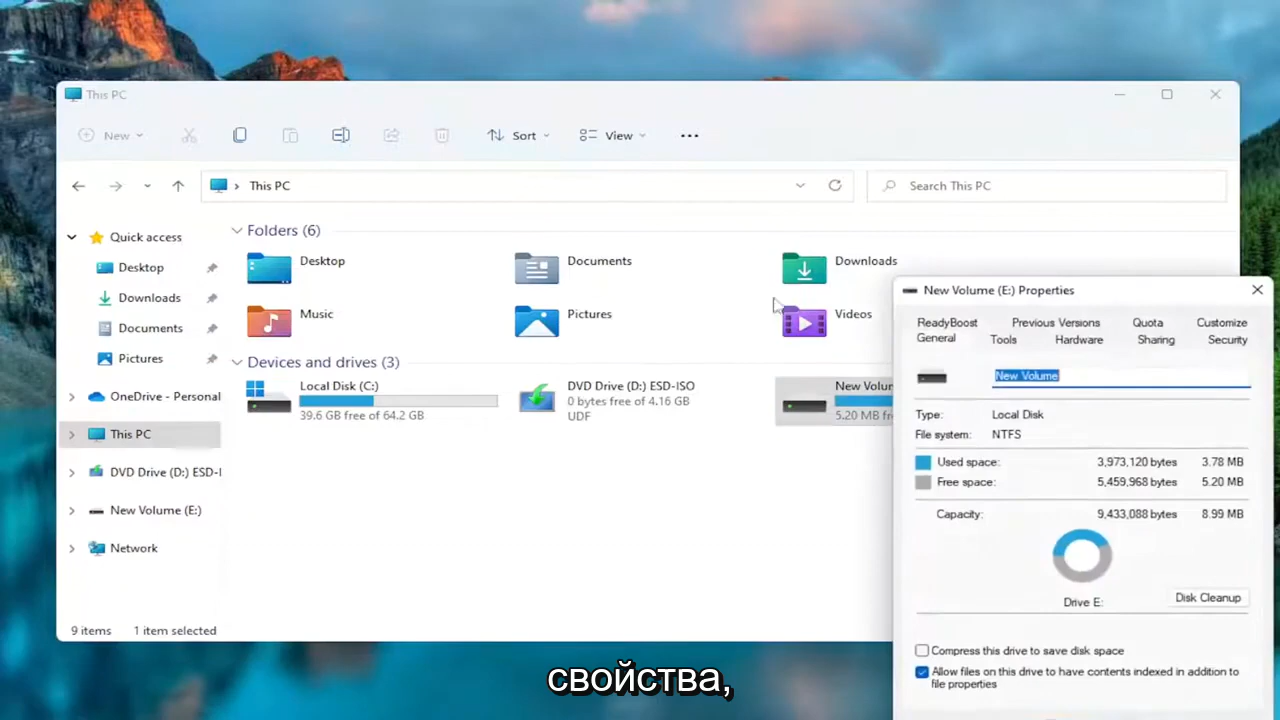 This PC
New
Sort
View
This PC
Search This PC
Quick access
Desktop
Downloads
Documents
Pictures
OneDrive - Personal
This PC
DVD Drive (D:) ESD-I
New Volume (E:)
Network
Folders (6)
Desktop
Documents
Downloads
Music
Pictures
Videos
Devices and drives (3)
Local Disk (C:)
39.6 GB free of 64.2 GB
DVD Drive (D:) ESD-ISO
0 bytes free of 4.16 GB
UDF
New Volum
5.20 MB fr
9 items 1 item selected
New Volume (E:) Properties
ReadyBoost Previous Versions Quota Customize
General Tools Hardware Sharing Security
New Volume
Type: Local Disk
File system: NTFS
Used space: 3,973,120 bytes 3.78 MB
Free space: 5,459,968 bytes 5.20 MB
Capacity: 9,433,088 bytes 8.99 MB
Drive E:
Disk Cleanup
Compress this drive to save disk space
Allow files on this drive to have contents indexed in addition to
file properties
свойства,